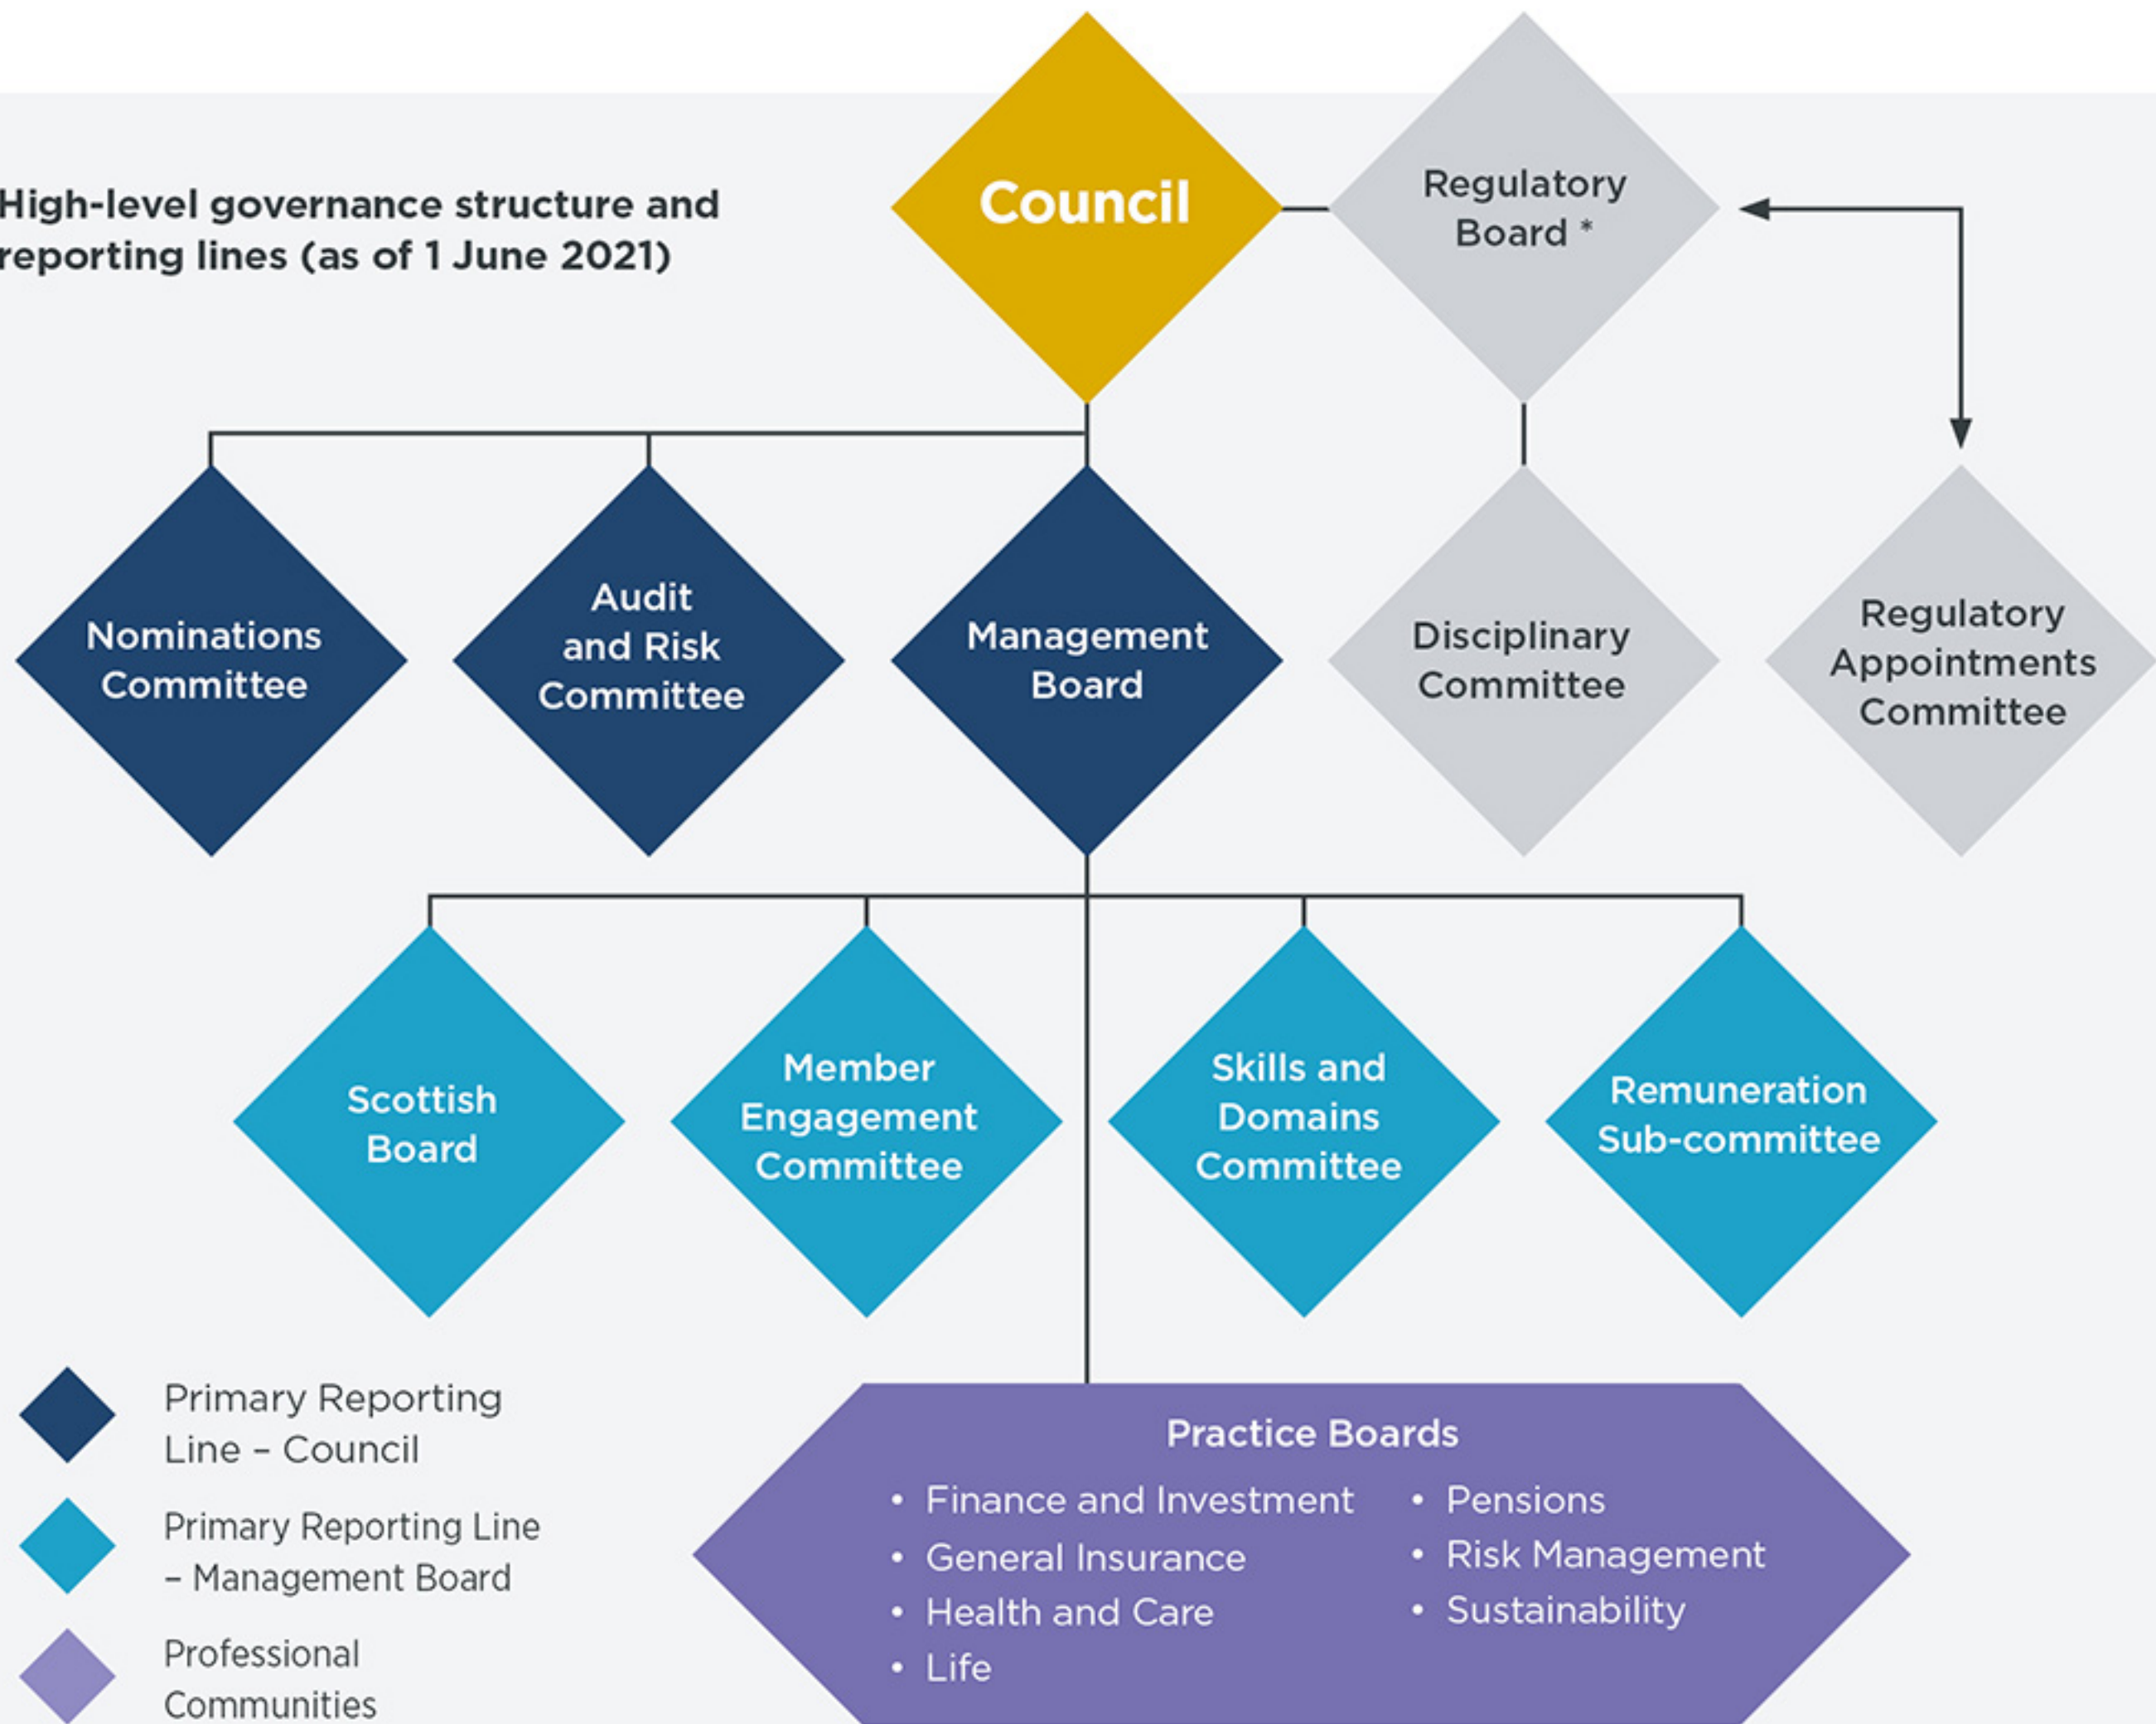 High-level governance structure and
reporting lines (as of 1 June 2021)
Council
Regulatory
Board *
Nominations
Committee
Audit
and Risk
Committee
Management
Board
Disciplinary
Committee
Regulatory
Appointments
Committee
Scottish
Board
Member
Engagement
Committee
Skills and
Domains
Committee
Remuneration
Sub-committee
Primary Reporting
Line – Council
Primary Reporting Line
– Management Board
Professional
Communities
Practice Boards
• Finance and Investment
• General Insurance
• Health and Care
• Life
• Pensions
• Risk Management
• Sustainability